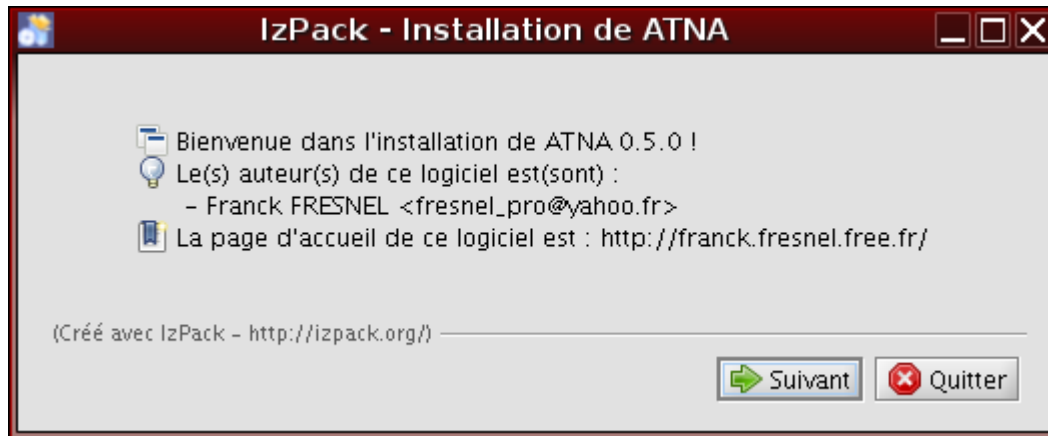 IzPack - Installation de ATNA
Bienvenue dans l'installation de ATNA 0.5.0 !
Le(s) auteur(s) de ce logiciel est(sont) :
- Franck FRESNEL <fresnel_pro@yahoo.fr>
La page d'accueil de ce logiciel est : http://franck.fresnel.free.fr/
(Créé avec IzPack - http://izpack.org/)
Suivant
Quitter